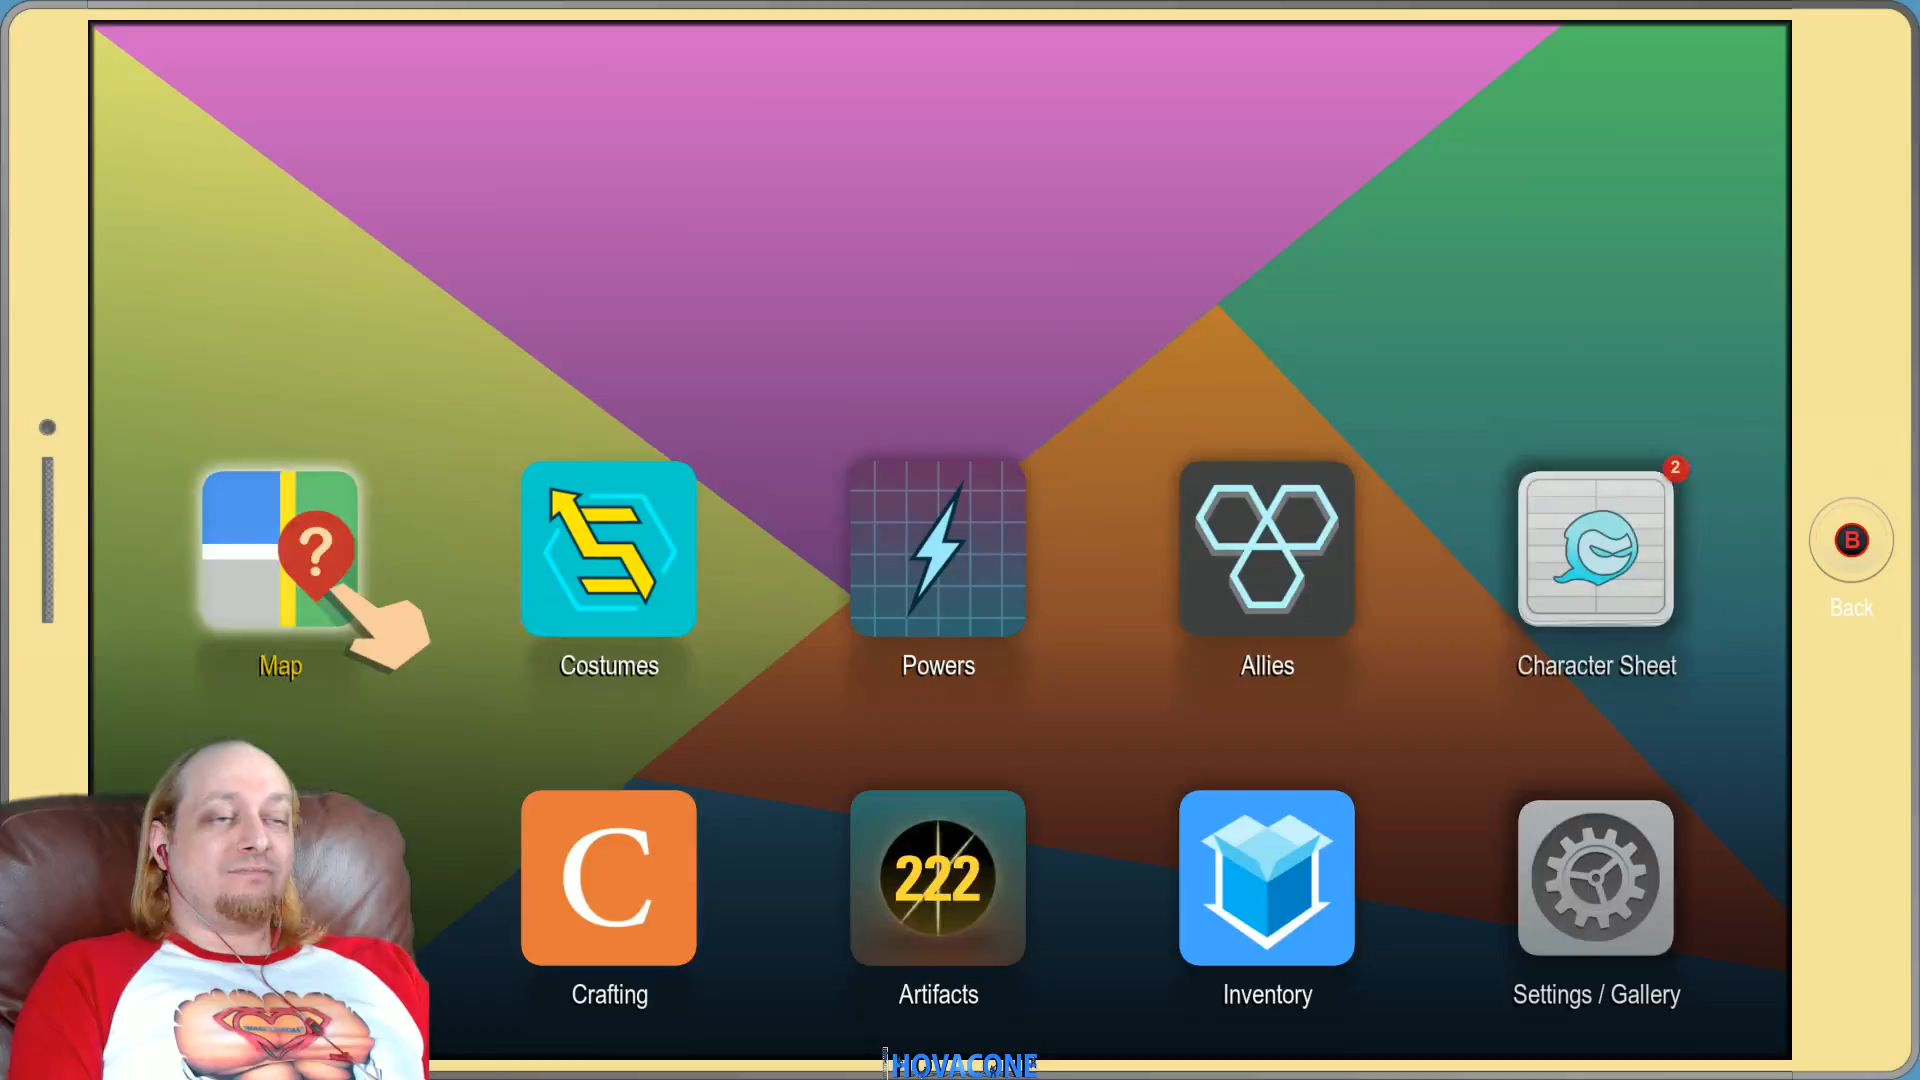 ?
2
B
Back
Map
Costumes
Powers
Allies
Character Sheet
C
222
Crafting
Artifacts
Inventory
Settings / Gallery
HOVACONE